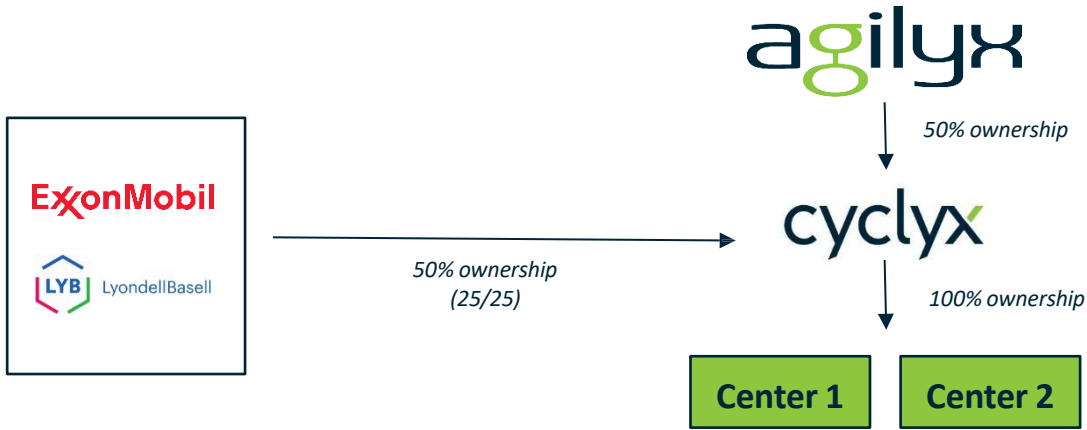 agilyx
50% ownership
ExxonMobil
LYB LyondellBasell
cyclyx
50% ownership
(25/25)
100% ownership
Center 1
Center 2